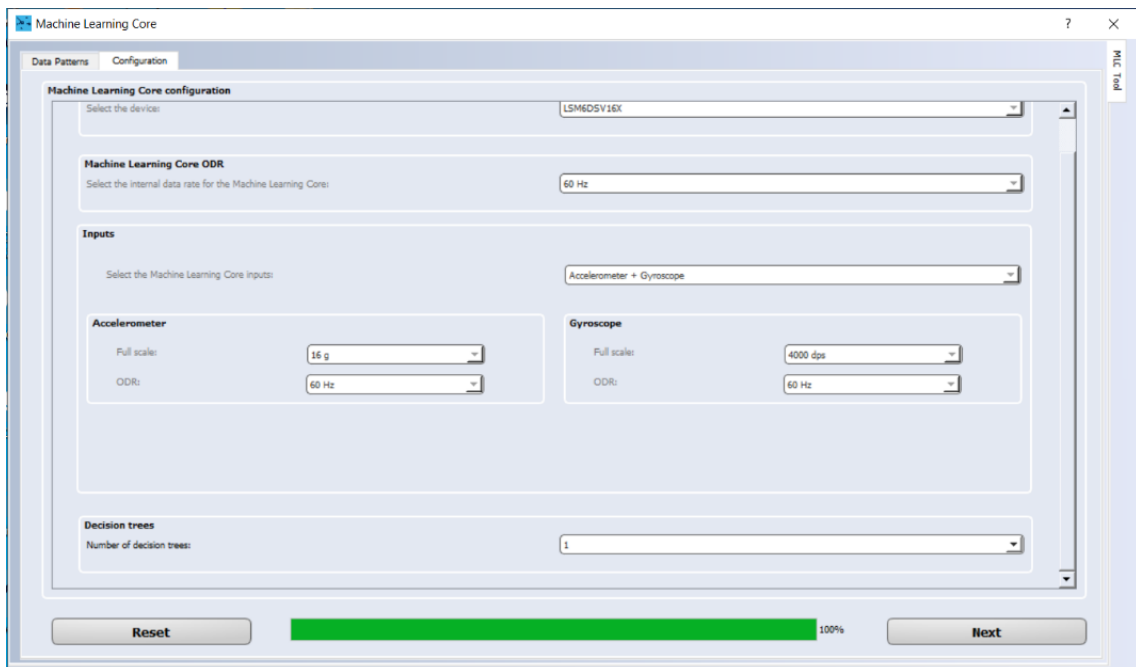 Machine Learning Core
? ×
Data Patterns Configuration
MLC Tool
Machine Learning Core configuration
Select the device: LSM6DSV16X
Machine Learning Core ODR
Select the internal data rate for the Machine Learning Core: 60 Hz
Inputs
Select the Machine Learning Core inputs: Accelerometer + Gyroscope
Accelerometer Gyroscope
Full scale: 16 g Full scale: 4000 dps
ODR: 60 Hz ODR: 60 Hz
Decision trees
Number of decision trees: 1
Reset 100% Next